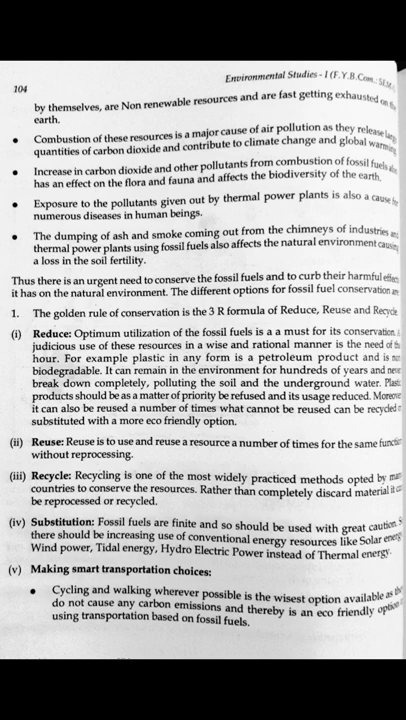 104
Environmental Studies - I (F.Y.B.Com.: SEM-
by themselves, are Non renewable resources and are fast getting exhausted on the
earth.
• Combustion of these resources is a major cause of air pollution as they release large
quantities of carbon dioxide and contribute to climate change and global warming
• Increase in carbon dioxide and other pollutants from combustion of fossil fuels also
has an effect on the flora and fauna and affects the biodiversity of the earth.
• Exposure to the pollutants given out by thermal power plants is also a cause for
numerous diseases in human beings.
• The dumping of ash and smoke coming out from the chimneys of industries and
thermal power plants using fossil fuels also affects the natural environment causing
a loss in the soil fertility.
Thus there is an urgent need to conserve the fossil fuels and to curb their harmful effects
it has on the natural environment. The different options for fossil fuel conservation are
1. The golden rule of conservation is the 3 R formula of Reduce, Reuse and Recycle
(i) Reduce: Optimum utilization of the fossil fuels is a a must for its conservation. A
judicious use of these resources in a wise and rational manner is the need of the
hour. For example plastic in any form is a petroleum product and is non
biodegradable. It can remain in the environment for hundreds of years and never
break down completely, polluting the soil and the underground water. Plastic
products should be as a matter of priority be refused and its usage reduced. Moreover
it can also be reused a number of times what cannot be reused can be recycled or
substituted with a more eco friendly option.
(ii) Reuse: Reuse is to use and reuse a resource a number of times for the same function
without reprocessing.
(iii) Recycle: Recycling is one of the most widely practiced methods opted by many
countries to conserve the resources. Rather than completely discard material it can
be reprocessed or recycled.
(iv) Substitution: Fossil fuels are finite and so should be used with great caution. S
there should be increasing use of conventional energy resources like Solar energy
Wind power, Tidal energy, Hydro Electric Power instead of Thermal energy.
(v) Making smart transportation choices:
• Cycling and walking wherever possible is the wisest option available as they
do not cause any carbon emissions and thereby is an eco friendly option
using transportation based on fossil fuels.